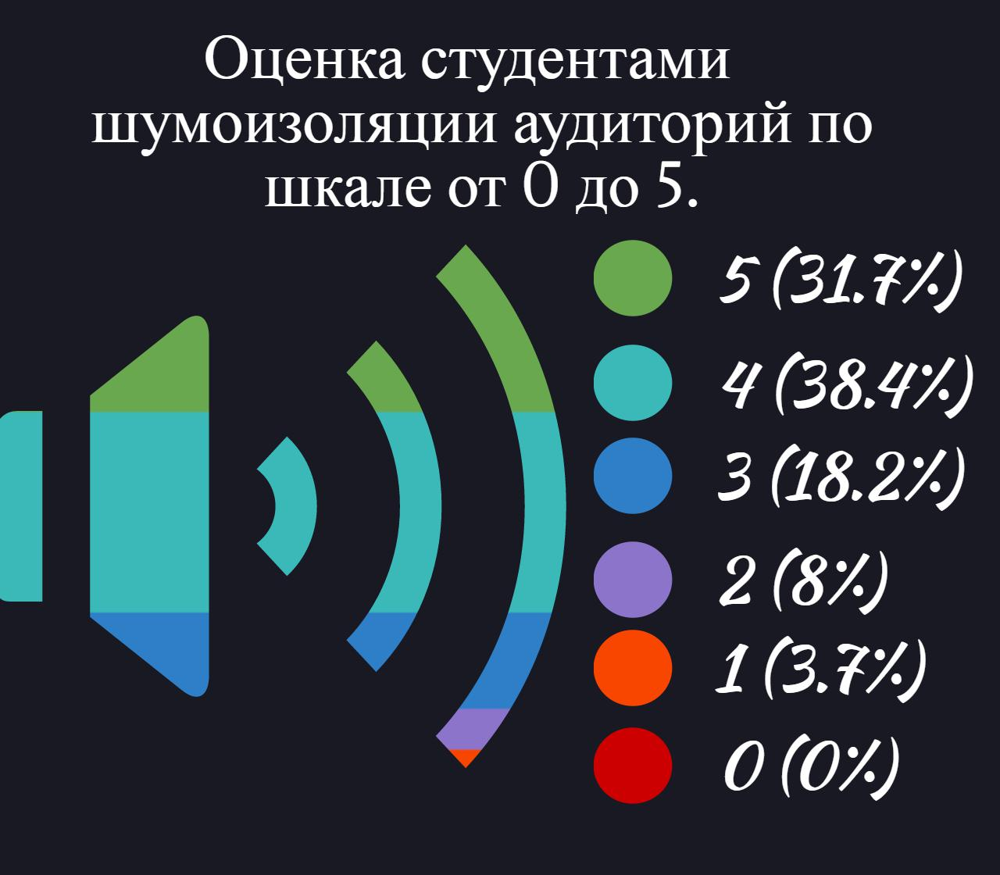 Оценка студентами
шумоизоляции аудиторий по
шкале от 0 до 5.
5 (31.7%)
4 (38.4%)
3 (18.2%)
2 (8%)
1 (3.7%)
0 (0%)